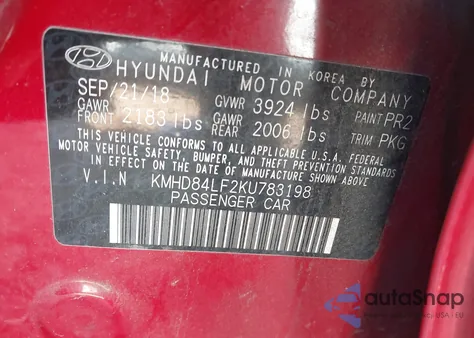 MANUFACTURED IN KOREA BY
HYUNDAI MOTOR COMPANY
SEP/21/18 GVWR 3924 lbs PAINT PR2
GAWR FRONT 2183 lbs GAWR REAR 2006 lbs TRIM PKG
THIS VEHICLE CONFORMS TO ALL APPLICABLE U.S.A. FEDERAL
MOTOR VEHICLE SAFETY, BUMPER, AND THEFT PREVENTION STANDARDS
IN EFFECT ON THE DATE OF MANUFACTURE SHOWN ABOVE.
V.I.N KMHD84LF2KU783198
PASSENGER CAR
autoSnap
USA | EU